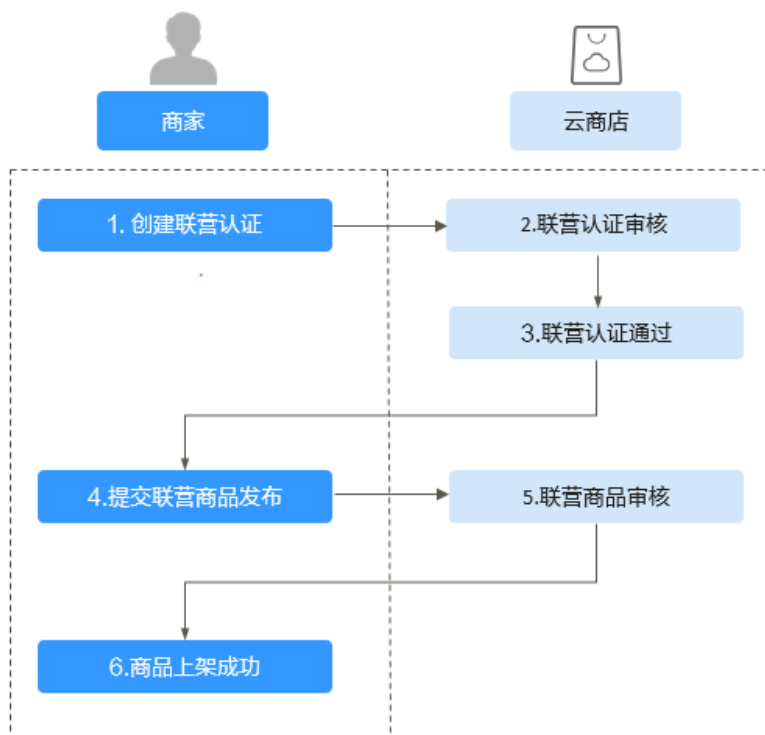 商家
云商店
1. 创建联营认证
2.联营认证审核
3.联营认证通过
4.提交联营商品发布
5.联营商品审核
6.商品上架成功